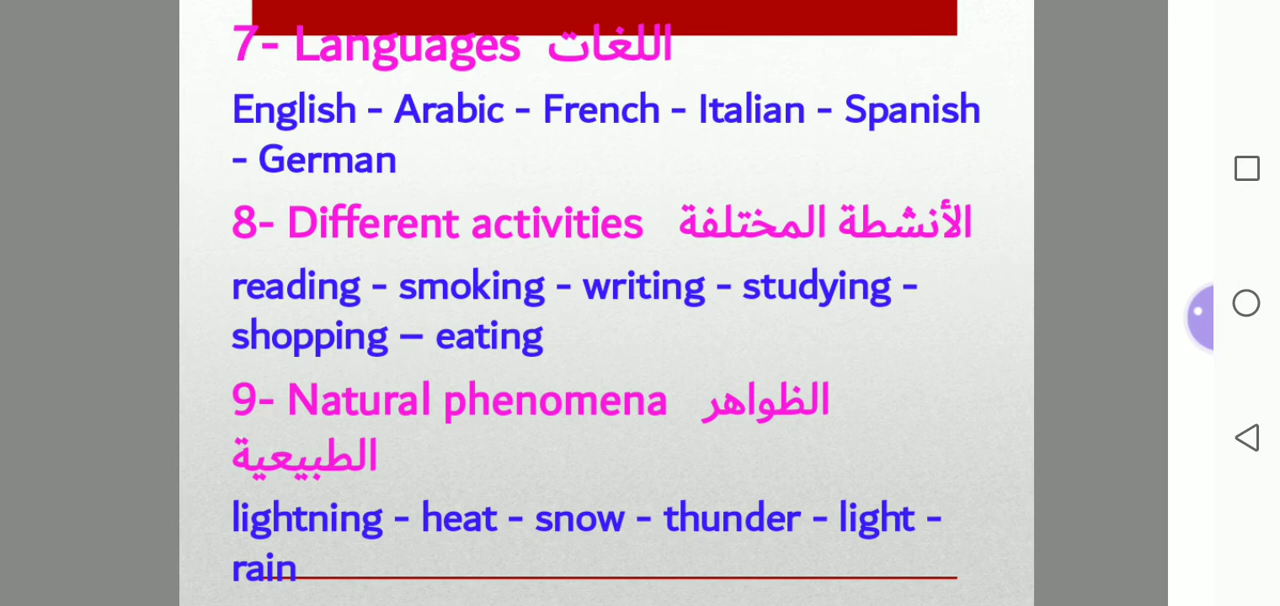 7- Languages اللغات
English - Arabic - French - Italian - Spanish
- German
8- Different activities الأنشطة المختلفة
reading - smoking - writing - studying -
shopping – eating
9- Natural phenomena الظواهر
الطبيعية
lightning - heat - snow - thunder - light -
rain